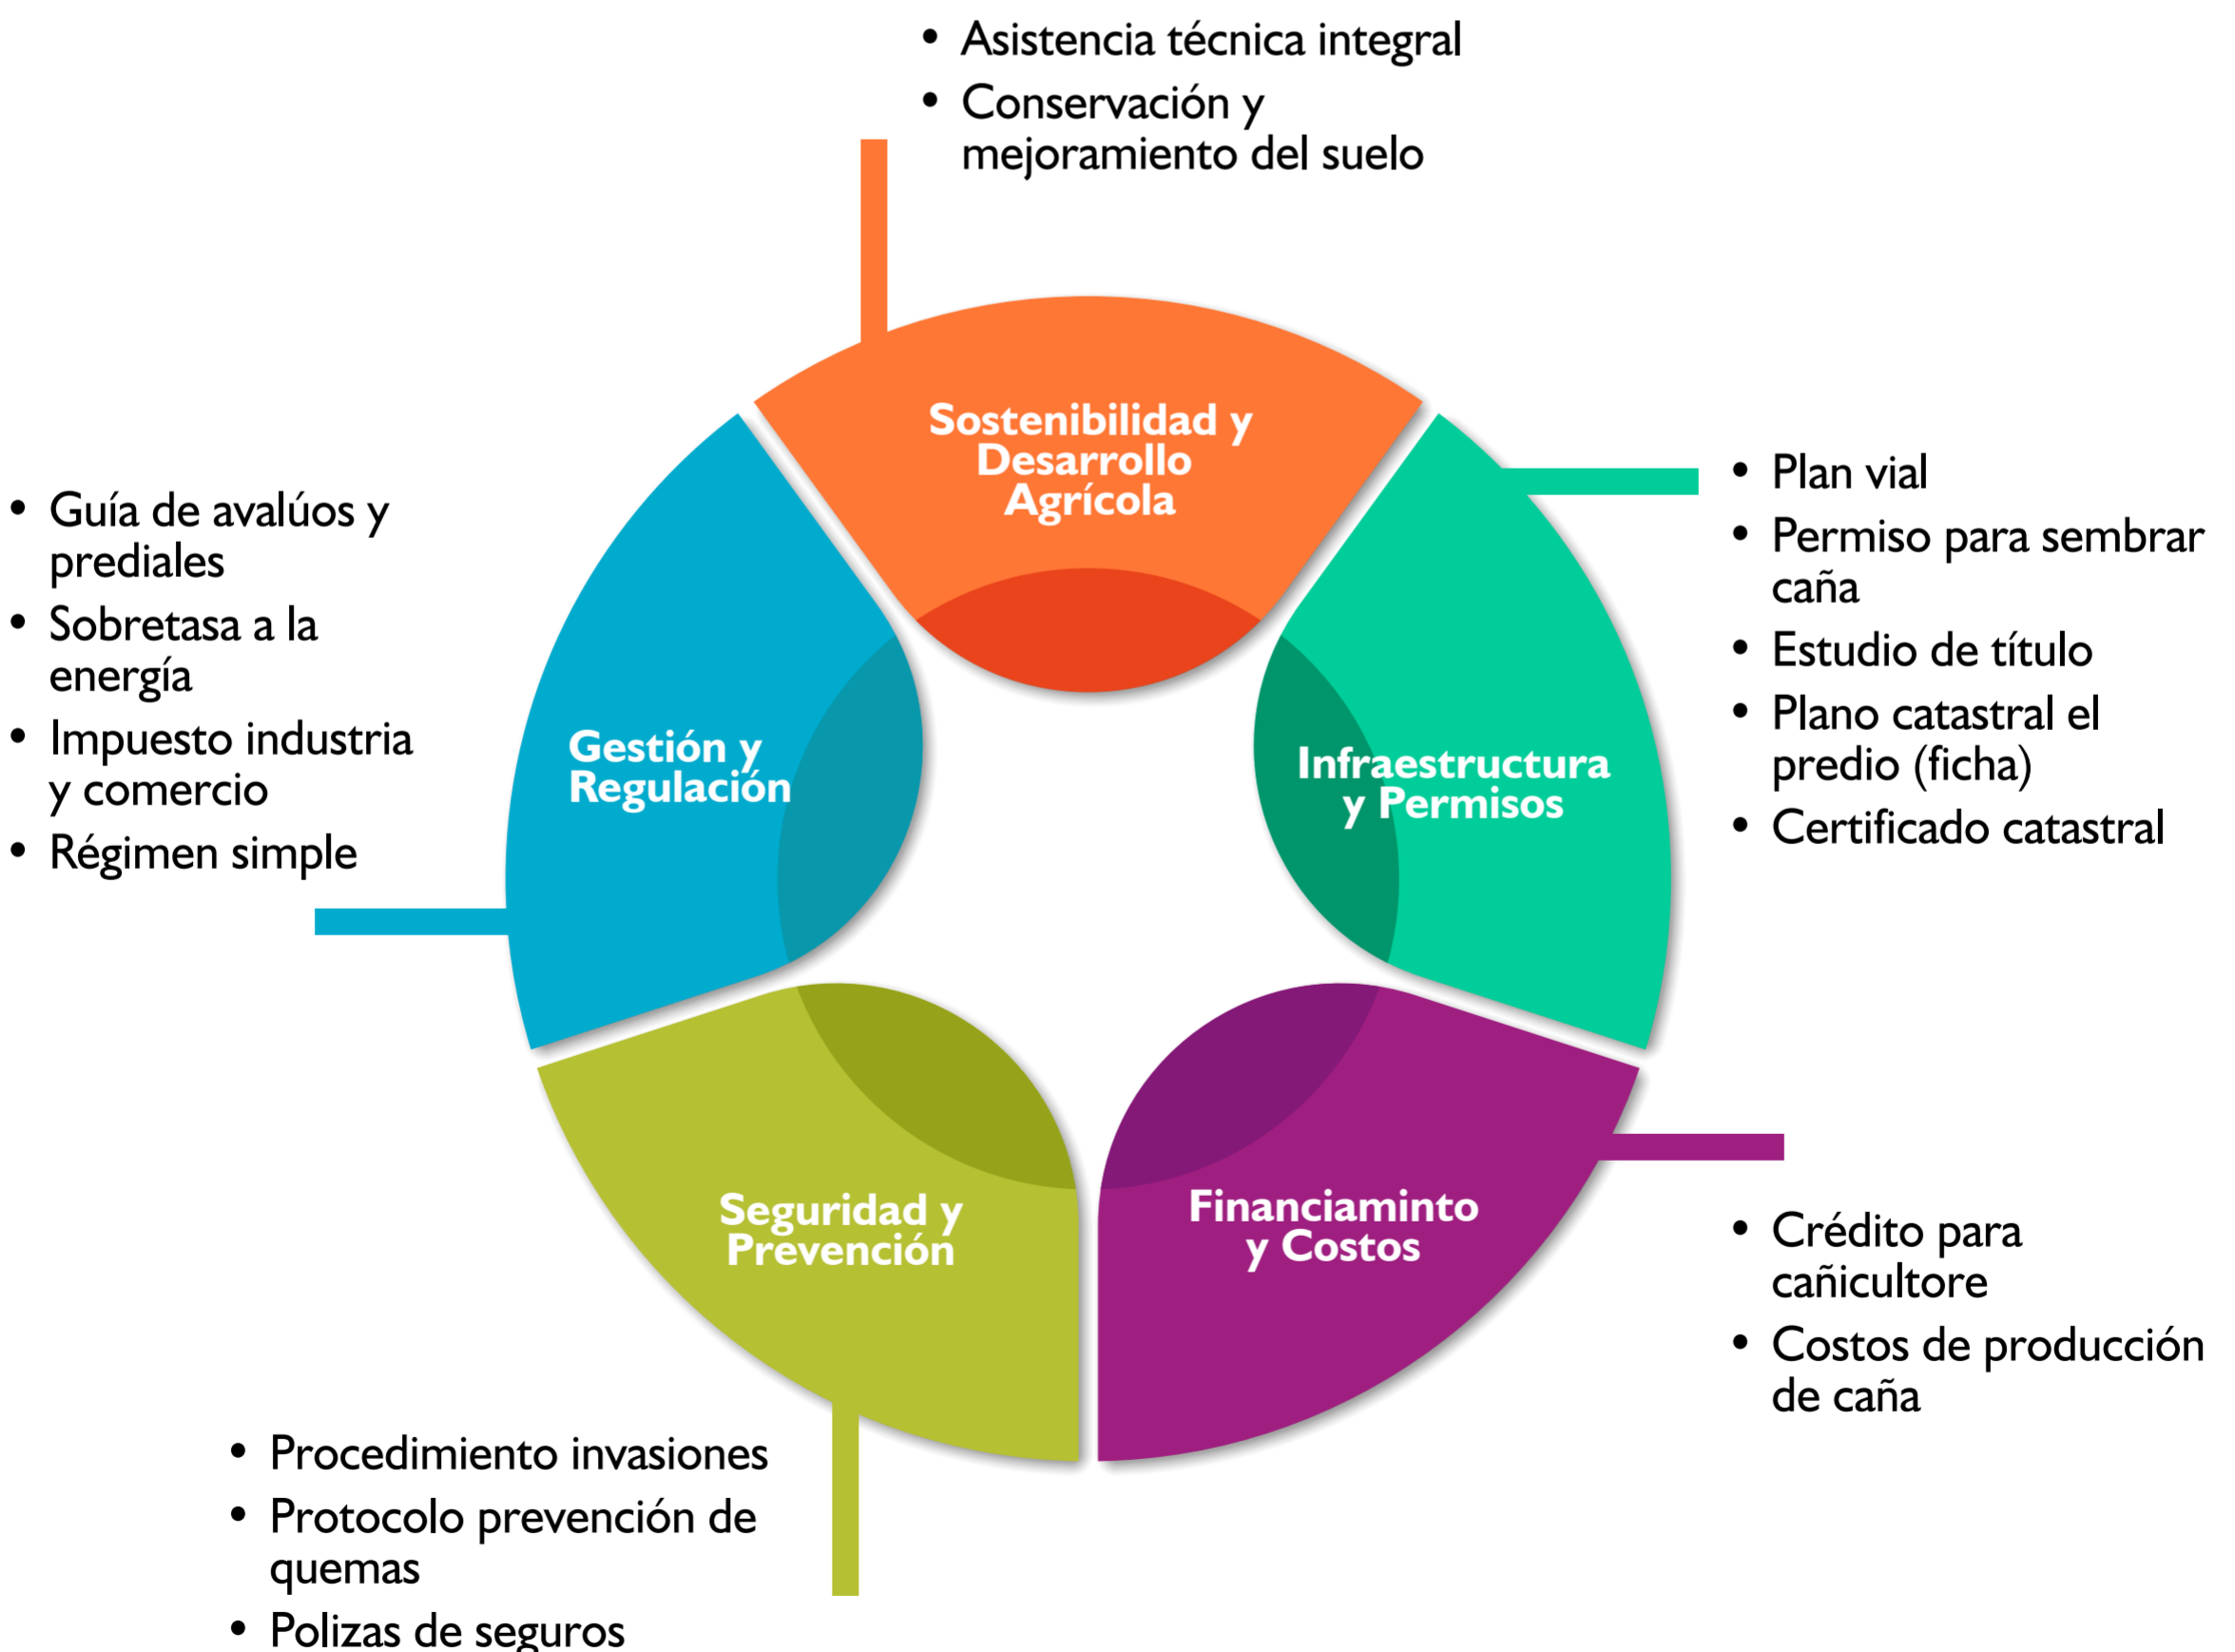 • Asistencia técnica integral
• Conservación y
mejoramiento del suelo
Sostenibilidad y
Desarrollo
Agrícola
• Plan vial
• Permiso para sembrar
caña
• Estudio de título
• Plano catastral el
predio (ficha)
• Certificado catastral
Infraestructura
y Permisos
• Guía de avalúos y
prediales
• Sobretasa a la
energía
• Impuesto industria
y comercio
• Régimen simple
Gestión y
Regulación
Seguridad y
Prevención
Financiaminto
y Costos
• Crédito para
cañicultore
• Costos de producción
de caña
• Procedimiento invasiones
• Protocolo prevención de
quemas
• Polizas de seguros